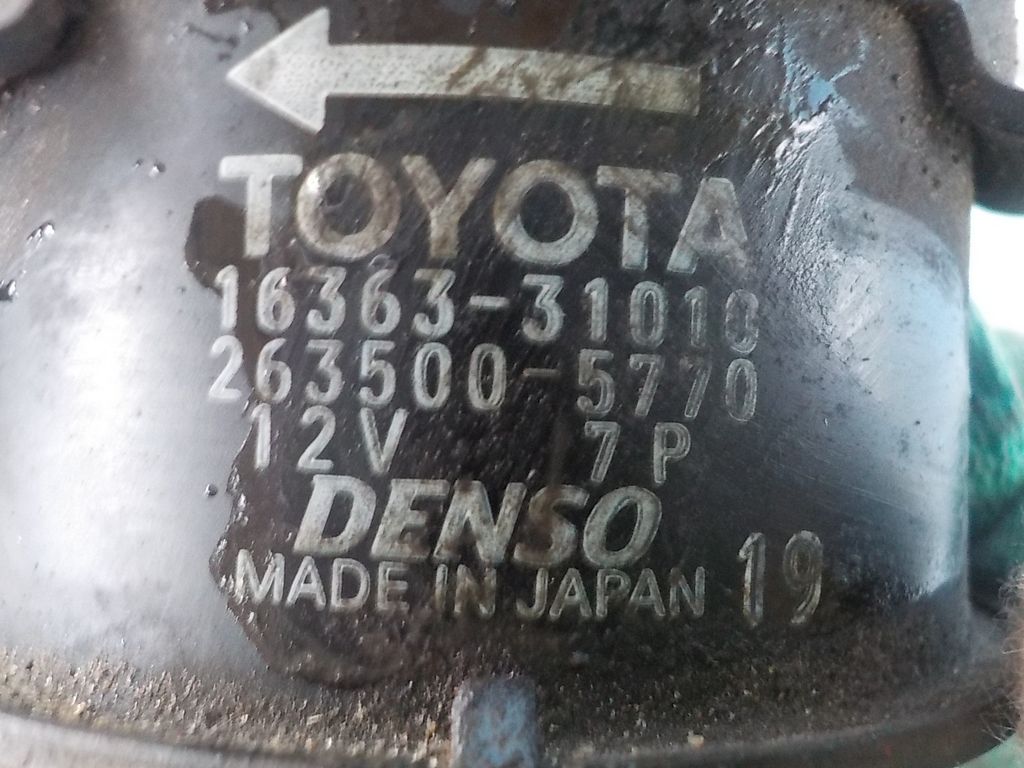 TOYOTA
16363-31010
263500-5770
12V 7P
DENSO
MADE IN JAPAN 19